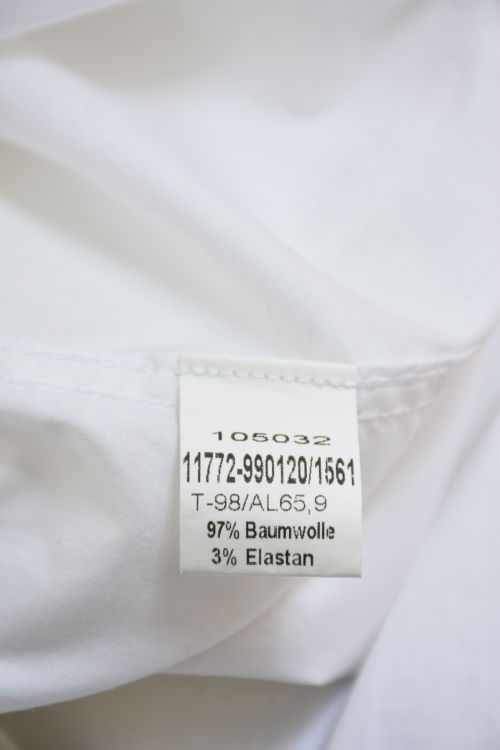 105032
11772-990120/1561
T-98/AL65,9
97% Baumwolle
3% Elastan